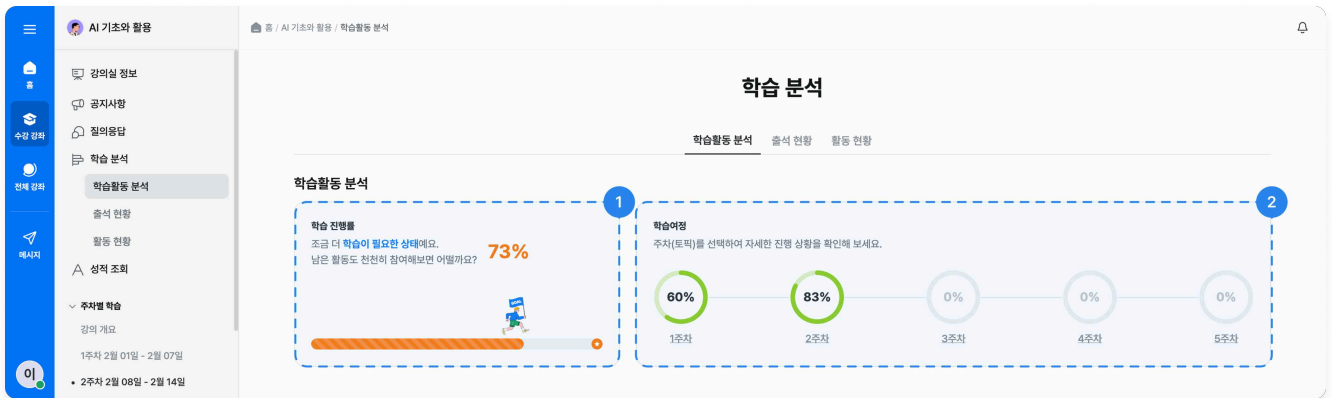 AI 기초와 활용
홈 / AI 기초와 활용 / 학습활동 분석
홈
수강 강좌
전체 강좌
메시지
이
강의실 정보
공지사항
질의응답
학습 분석
학습활동 분석
출석 현황
활동 현황
성적 조회
주차별 학습
강의 개요
1주차 2월 01일 - 2월 07일
2주차 2월 08일 - 2월 14일
학습 분석
학습활동 분석 출석 현황 활동 현황
학습활동 분석
1
학습 진행률
조금 더 학습이 필요한 상태예요.
남은 활동도 천천히 참여해보면 어떨까요?
73%
GOAL
2
학습여정
주차(토픽)를 선택하여 자세한 진행 상황을 확인해 보세요.
60% 83% 0% 0% 0%
1주차 2주차 3주차 4주차 5주차